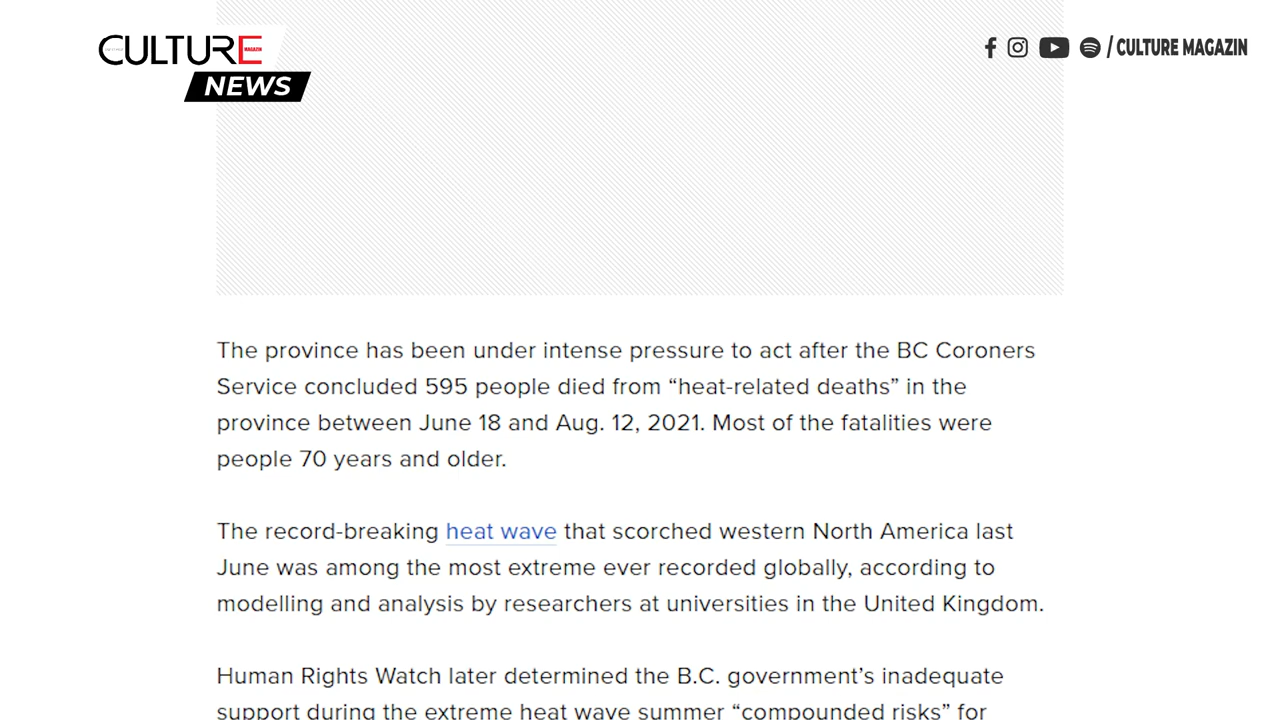 CULTURE MAGAZIN
NEWS
/ CULTURE MAGAZIN
The province has been under intense pressure to act after the BC Coroners
Service concluded 595 people died from “heat-related deaths” in the
province between June 18 and Aug. 12, 2021. Most of the fatalities were
people 70 years and older.
The record-breaking heat wave that scorched western North America last
June was among the most extreme ever recorded globally, according to
modelling and analysis by researchers at universities in the United Kingdom.
Human Rights Watch later determined the B.C. government’s inadequate
support during the extreme heat wave summer “compounded risks” for